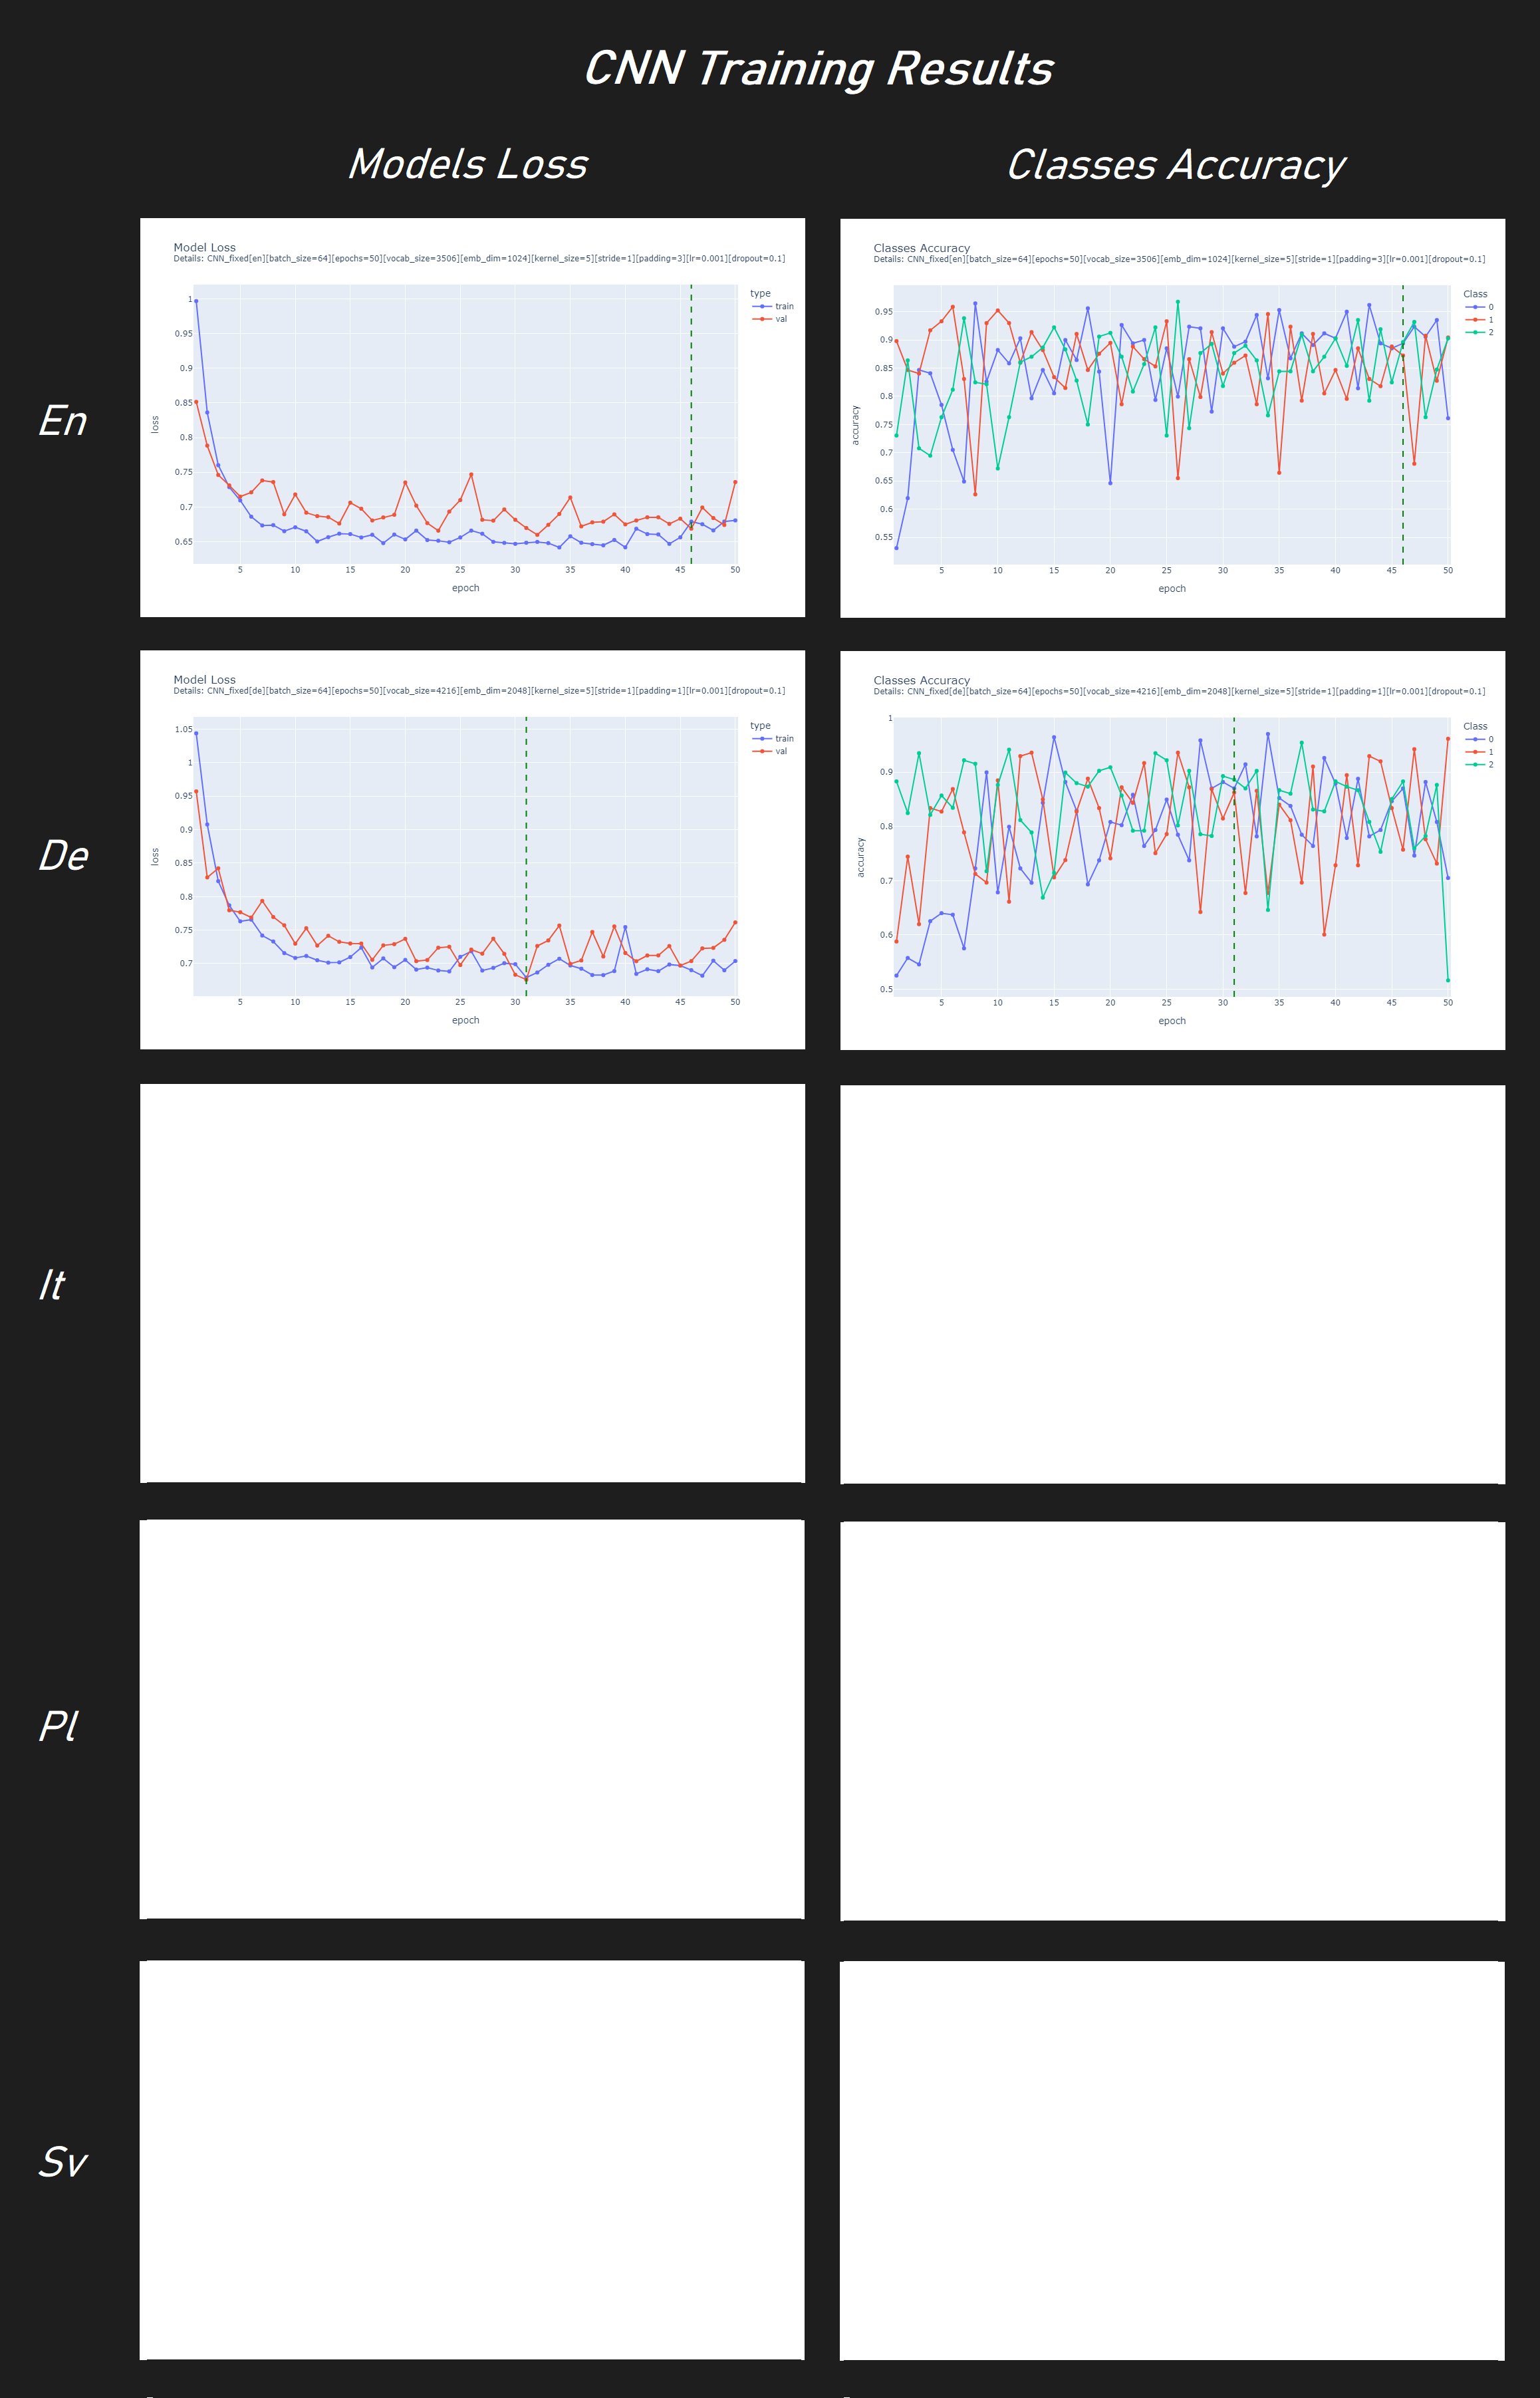 CNN Training Results
Models Loss
Classes Accuracy
En
Model Loss
Details: CNN_fixed[en][batch_size=64][epochs=50][vocab_size=3506][emb_dim=1024][kernel_size=5][stride=1][padding=3][lr=0.001][dropout=0.1]
type
train
val
1
0.95
0.9
0.85
0.8
0.75
0.7
0.65
loss
5 10 15 20 25 30 35 40 45 50
epoch
Classes Accuracy
Details: CNN_fixed[en][batch_size=64][epochs=50][vocab_size=3506][emb_dim=1024][kernel_size=5][stride=1][padding=3][lr=0.001][dropout=0.1]
Class
0
1
2
0.95
0.9
0.85
0.8
0.75
0.7
0.65
0.6
0.55
accuracy
5 10 15 20 25 30 35 40 45 50
epoch
De
Model Loss
Details: CNN_fixed[de][batch_size=64][epochs=50][vocab_size=4216][emb_dim=2048][kernel_size=5][stride=1][padding=1][lr=0.001][dropout=0.1]
type
train
val
1.05
1
0.95
0.9
0.85
0.8
0.75
0.7
loss
5 10 15 20 25 30 35 40 45 50
epoch
Classes Accuracy
Details: CNN_fixed[de][batch_size=64][epochs=50][vocab_size=4216][emb_dim=2048][kernel_size=5][stride=1][padding=1][lr=0.001][dropout=0.1]
Class
0
1
2
1
0.9
0.8
0.7
0.6
0.5
accuracy
5 10 15 20 25 30 35 40 45 50
epoch
It
Pl
Sv